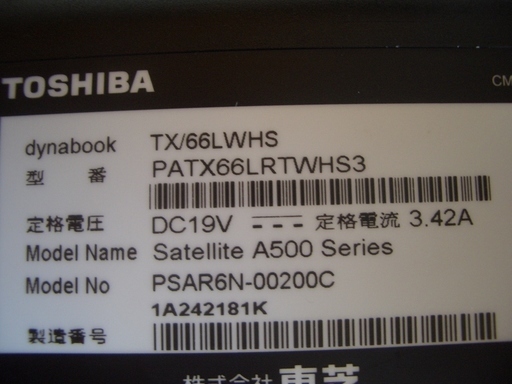 TOSHIBA
CM
dynabook TX/66LWHS
型 番 PATX66LRTWHS3
定格電圧 DC19V 定格電流 3.42A
Model Name Satellite A500 Series
Model No PSAR6N-00200C
1A242181K
製造番号
株式会社 東芝